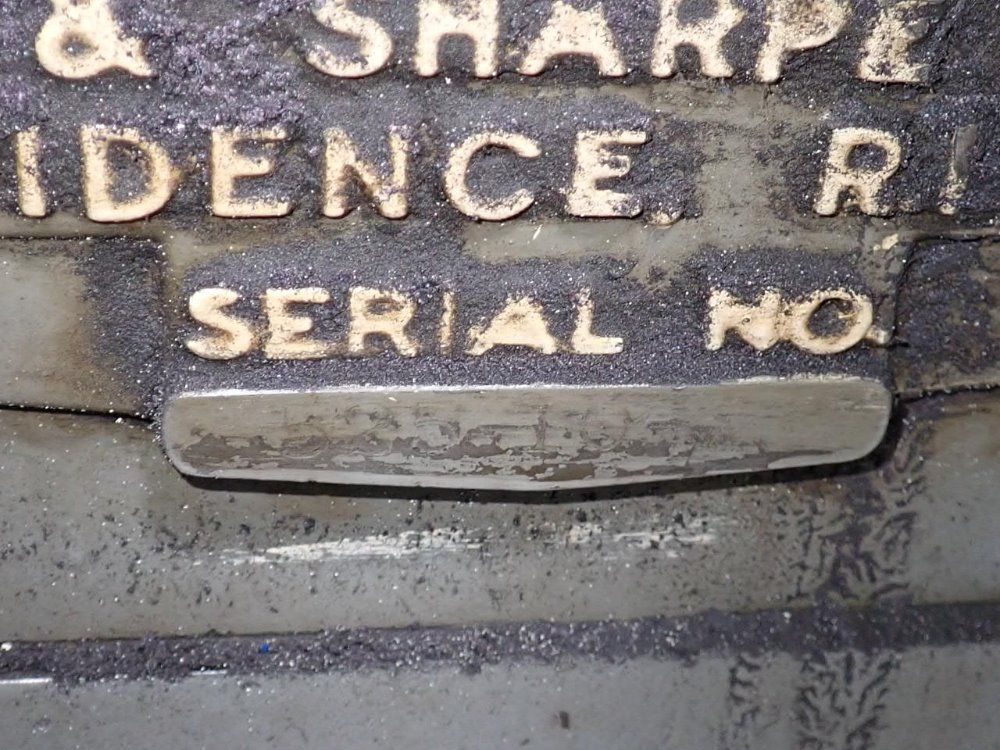 & SHARPE
IDENCE, R.I
SERIAL NO.